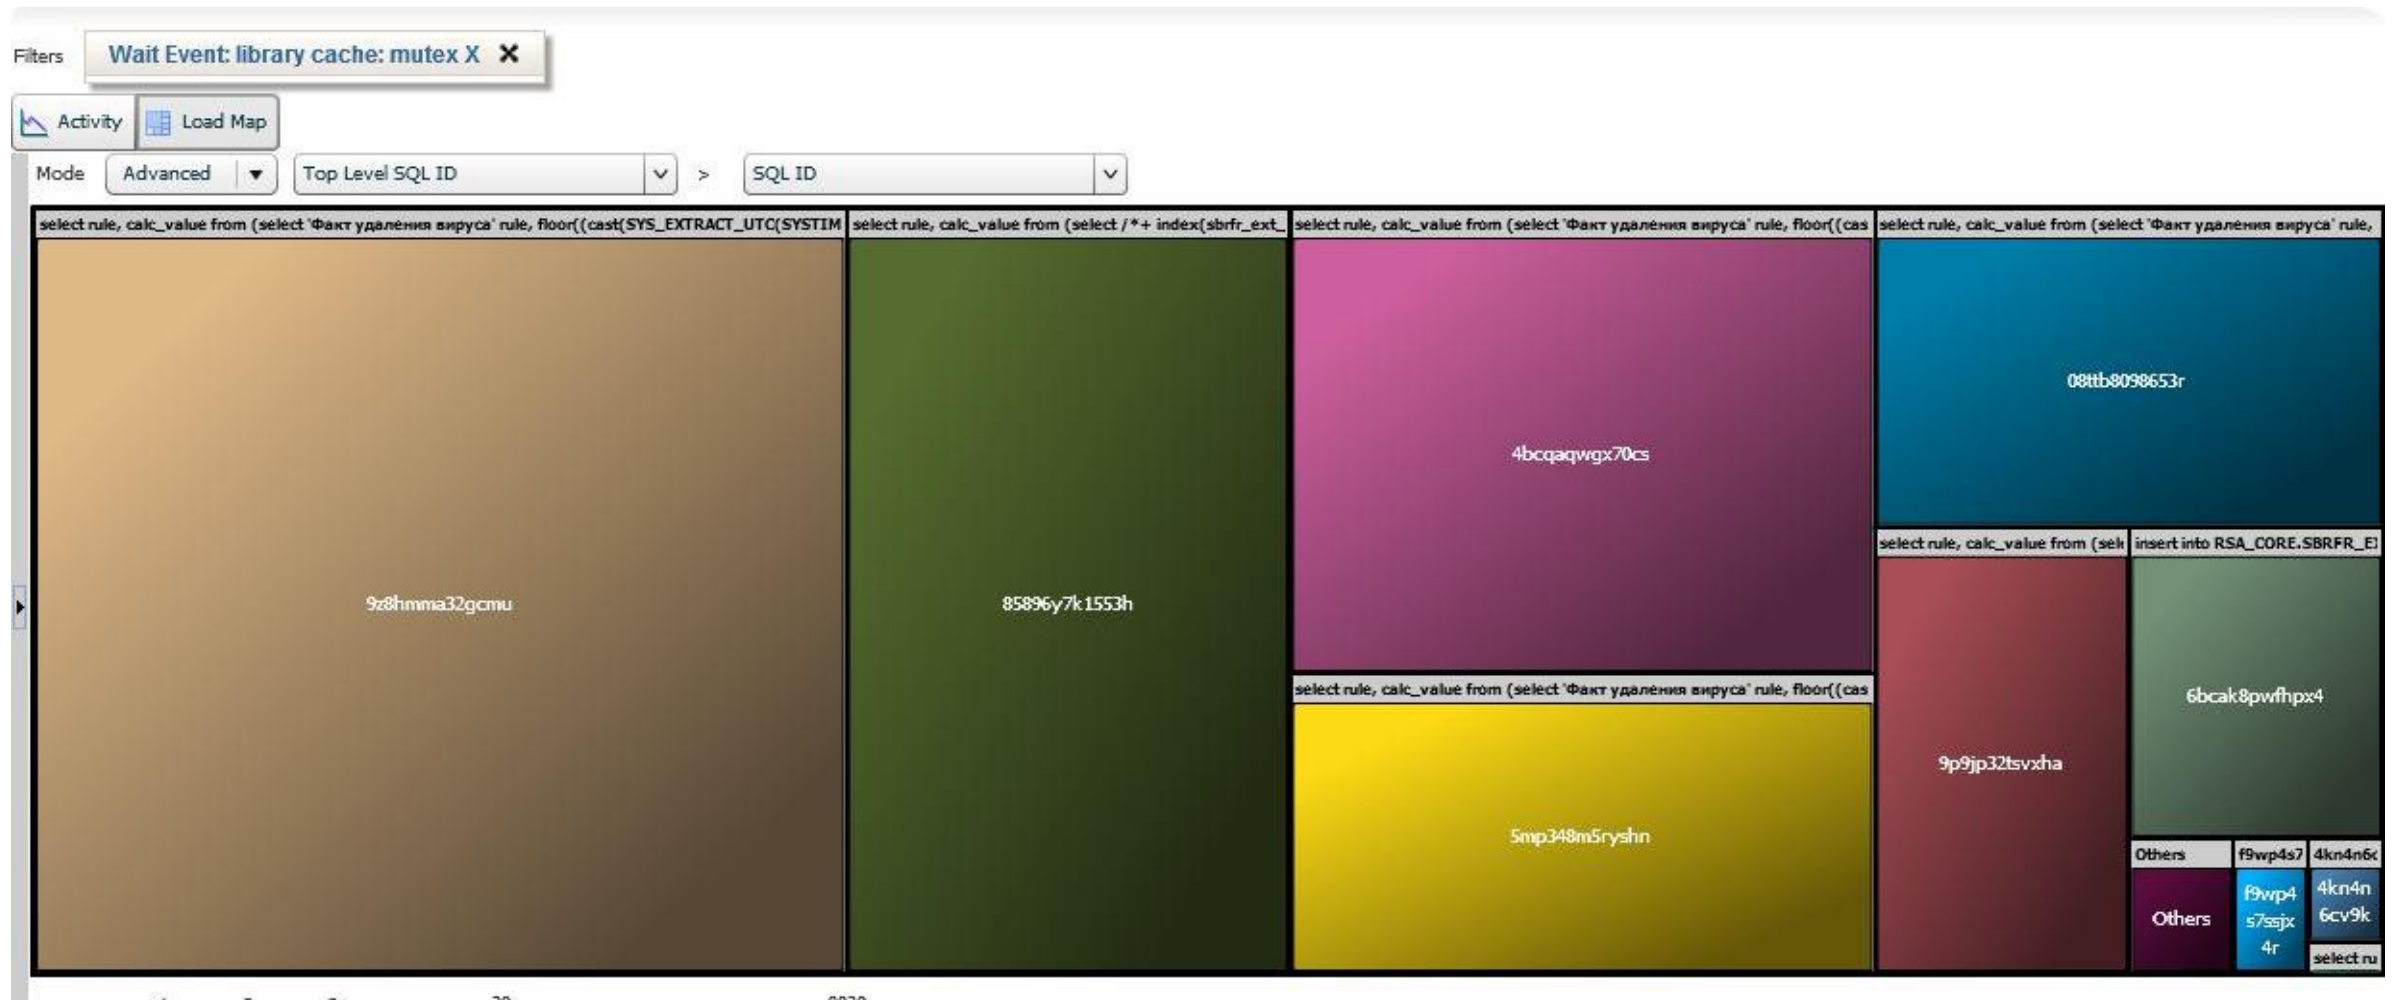 Filters Wait Event: library cache: mutex X
Activity Load Map
Mode Advanced Top Level SQL ID > SQL ID
select rule, calc_value from (select 'Факт удаления вируса' rule, floor((cast(SYS_EXTRACT_UTC(SYSTIM
9z8hmma32gcmu
select rule, calc_value from (select /*+ index(sbrfr_ext_
85896y7k1553h
select rule, calc_value from (select 'Факт удаления вируса' rule, floor((cas
4bcqaqwgx70cs
select rule, calc_value from (select 'Факт удаления вируса' rule, floor((cas
5mp348m5ryshn
select rule, calc_value from (select 'Факт удаления вируса' rule,
08ttb8098653r
select rule, calc_value from (sele
9p9jp32tsvxha
insert into RSA_CORE.SBRFR_E
6bcak8pwfhpx4
Others
Others
f9wp4s7
f9wp4
s7ssjx
4r
4kn4n6c
4kn4n
6cv9k
select ru